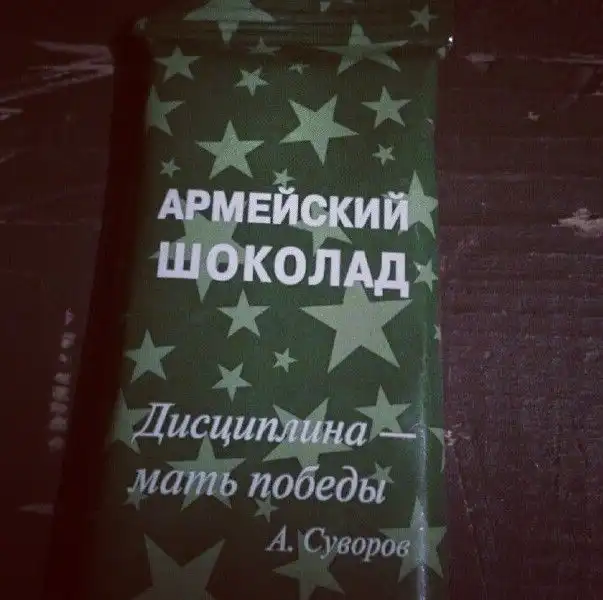 АРМЕЙСКИЙ
ШОКОЛАД
Дисциплина —
мать победы
А. Суворов